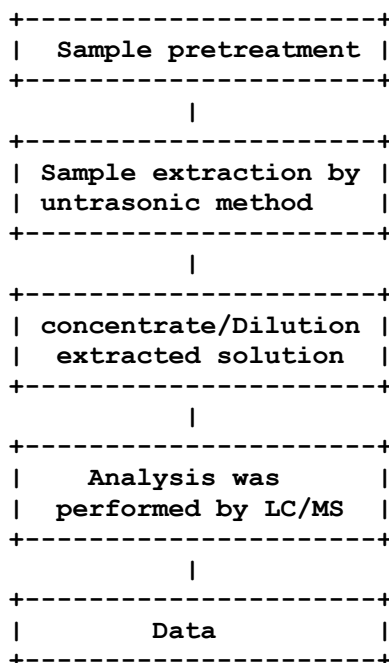 Sample pretreatment
Sample extraction by
untrasonic method
concentrate/Dilution
extracted solution
Analysis was
performed by LC/MS
Data